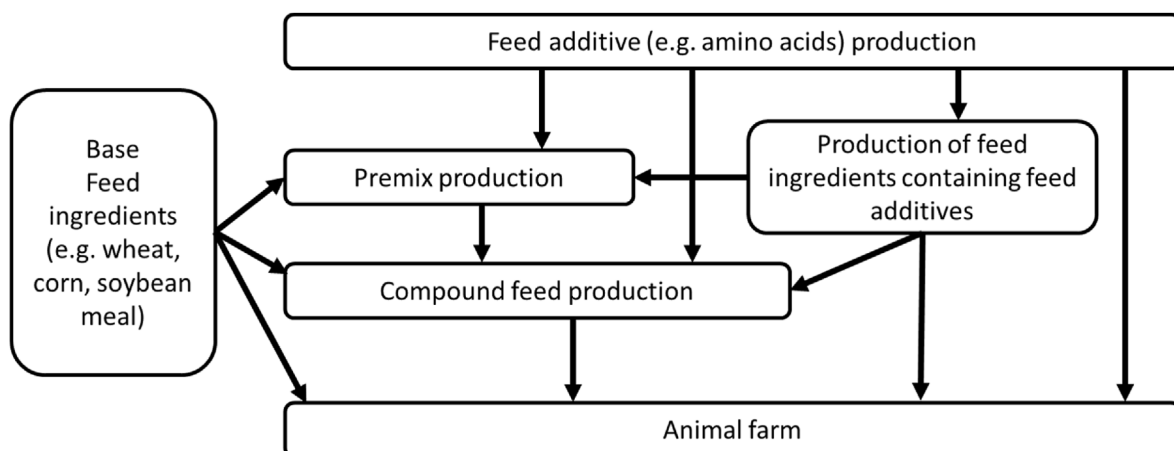 Feed additive (e.g. amino acids) production
Base
Feed
ingredients
(e.g. wheat,
corn, soybean
meal)
Premix production
Production of feed
ingredients containing feed
additives
Compound feed production
Animal farm